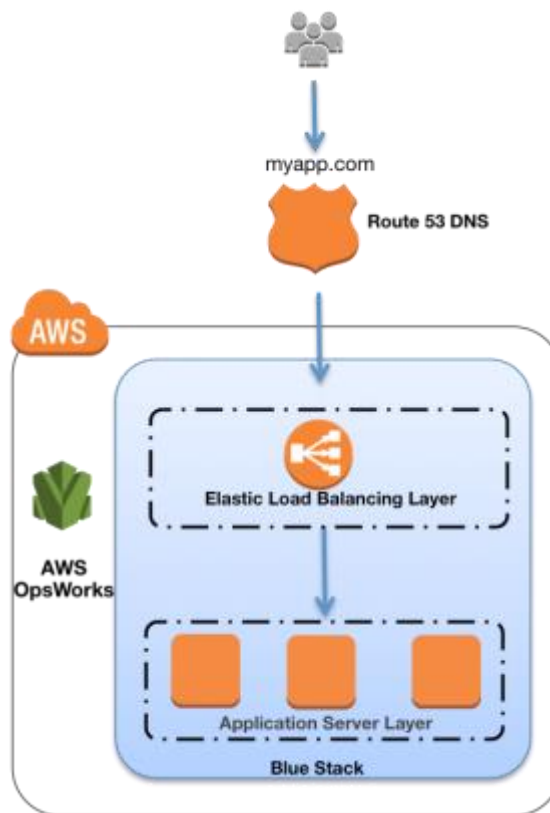 myapp.com
Route 53 DNS
AWS
Elastic Load Balancing Layer
AWS
OpsWorks
Application Server Layer
Blue Stack